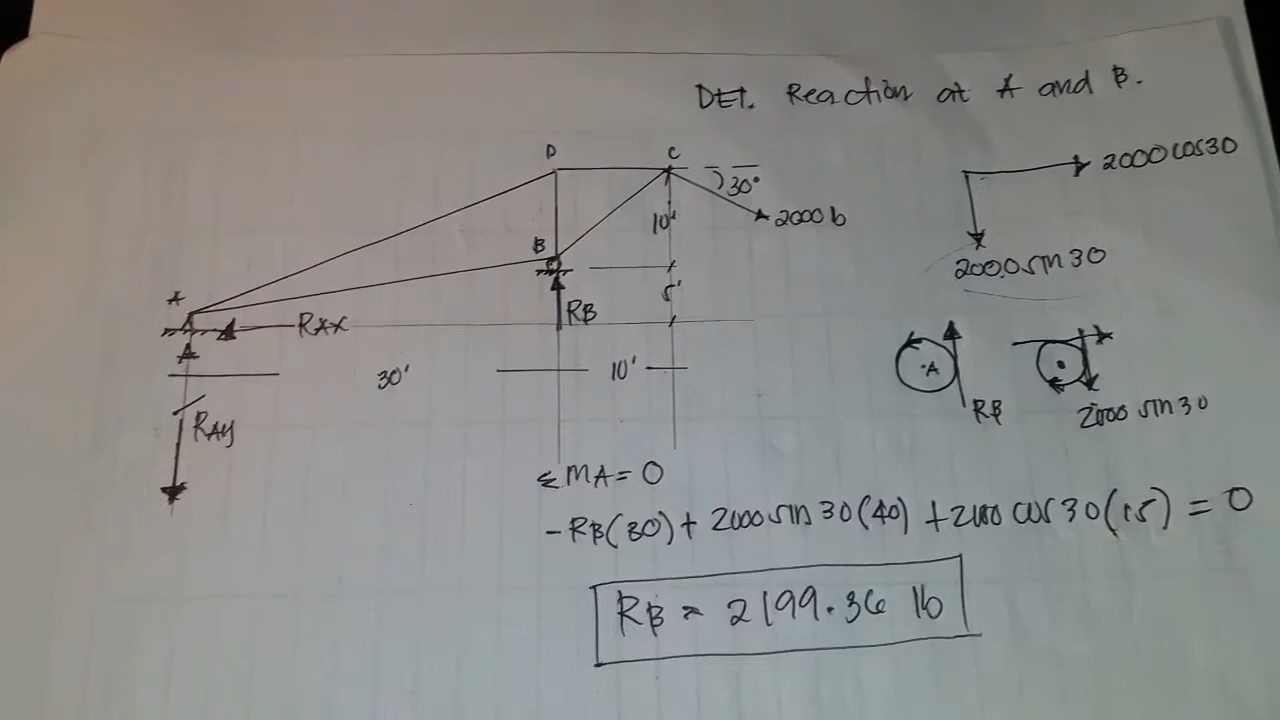 DET. Reaction at A and B.
D
C
30°
2000 lb
10'
B
5'
RB
A
RAX
30'
10'
RAY
2000 cos 30
2000 sin 30
A
RB
2000 sin 30
ΣMA = 0
-RB(30) + 2000 sin 30 (40) + 2000 cos 30 (15) = 0
RB = 2199.36 lb